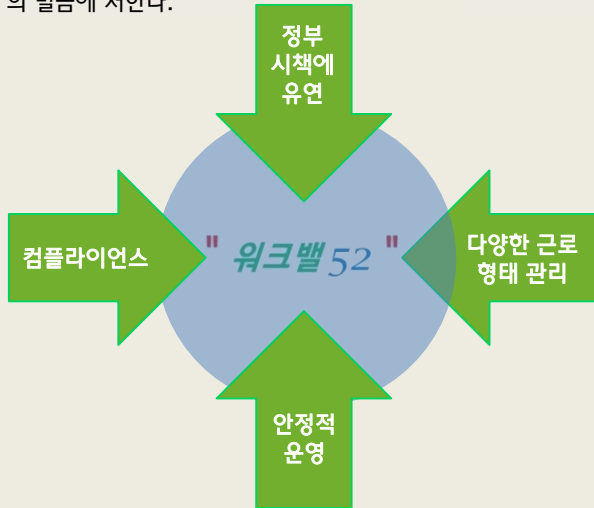 정부
시책에
유연
컴플라이언스
" 워크밸 52 "
다양한 근로
형태 관리
안정적
운영